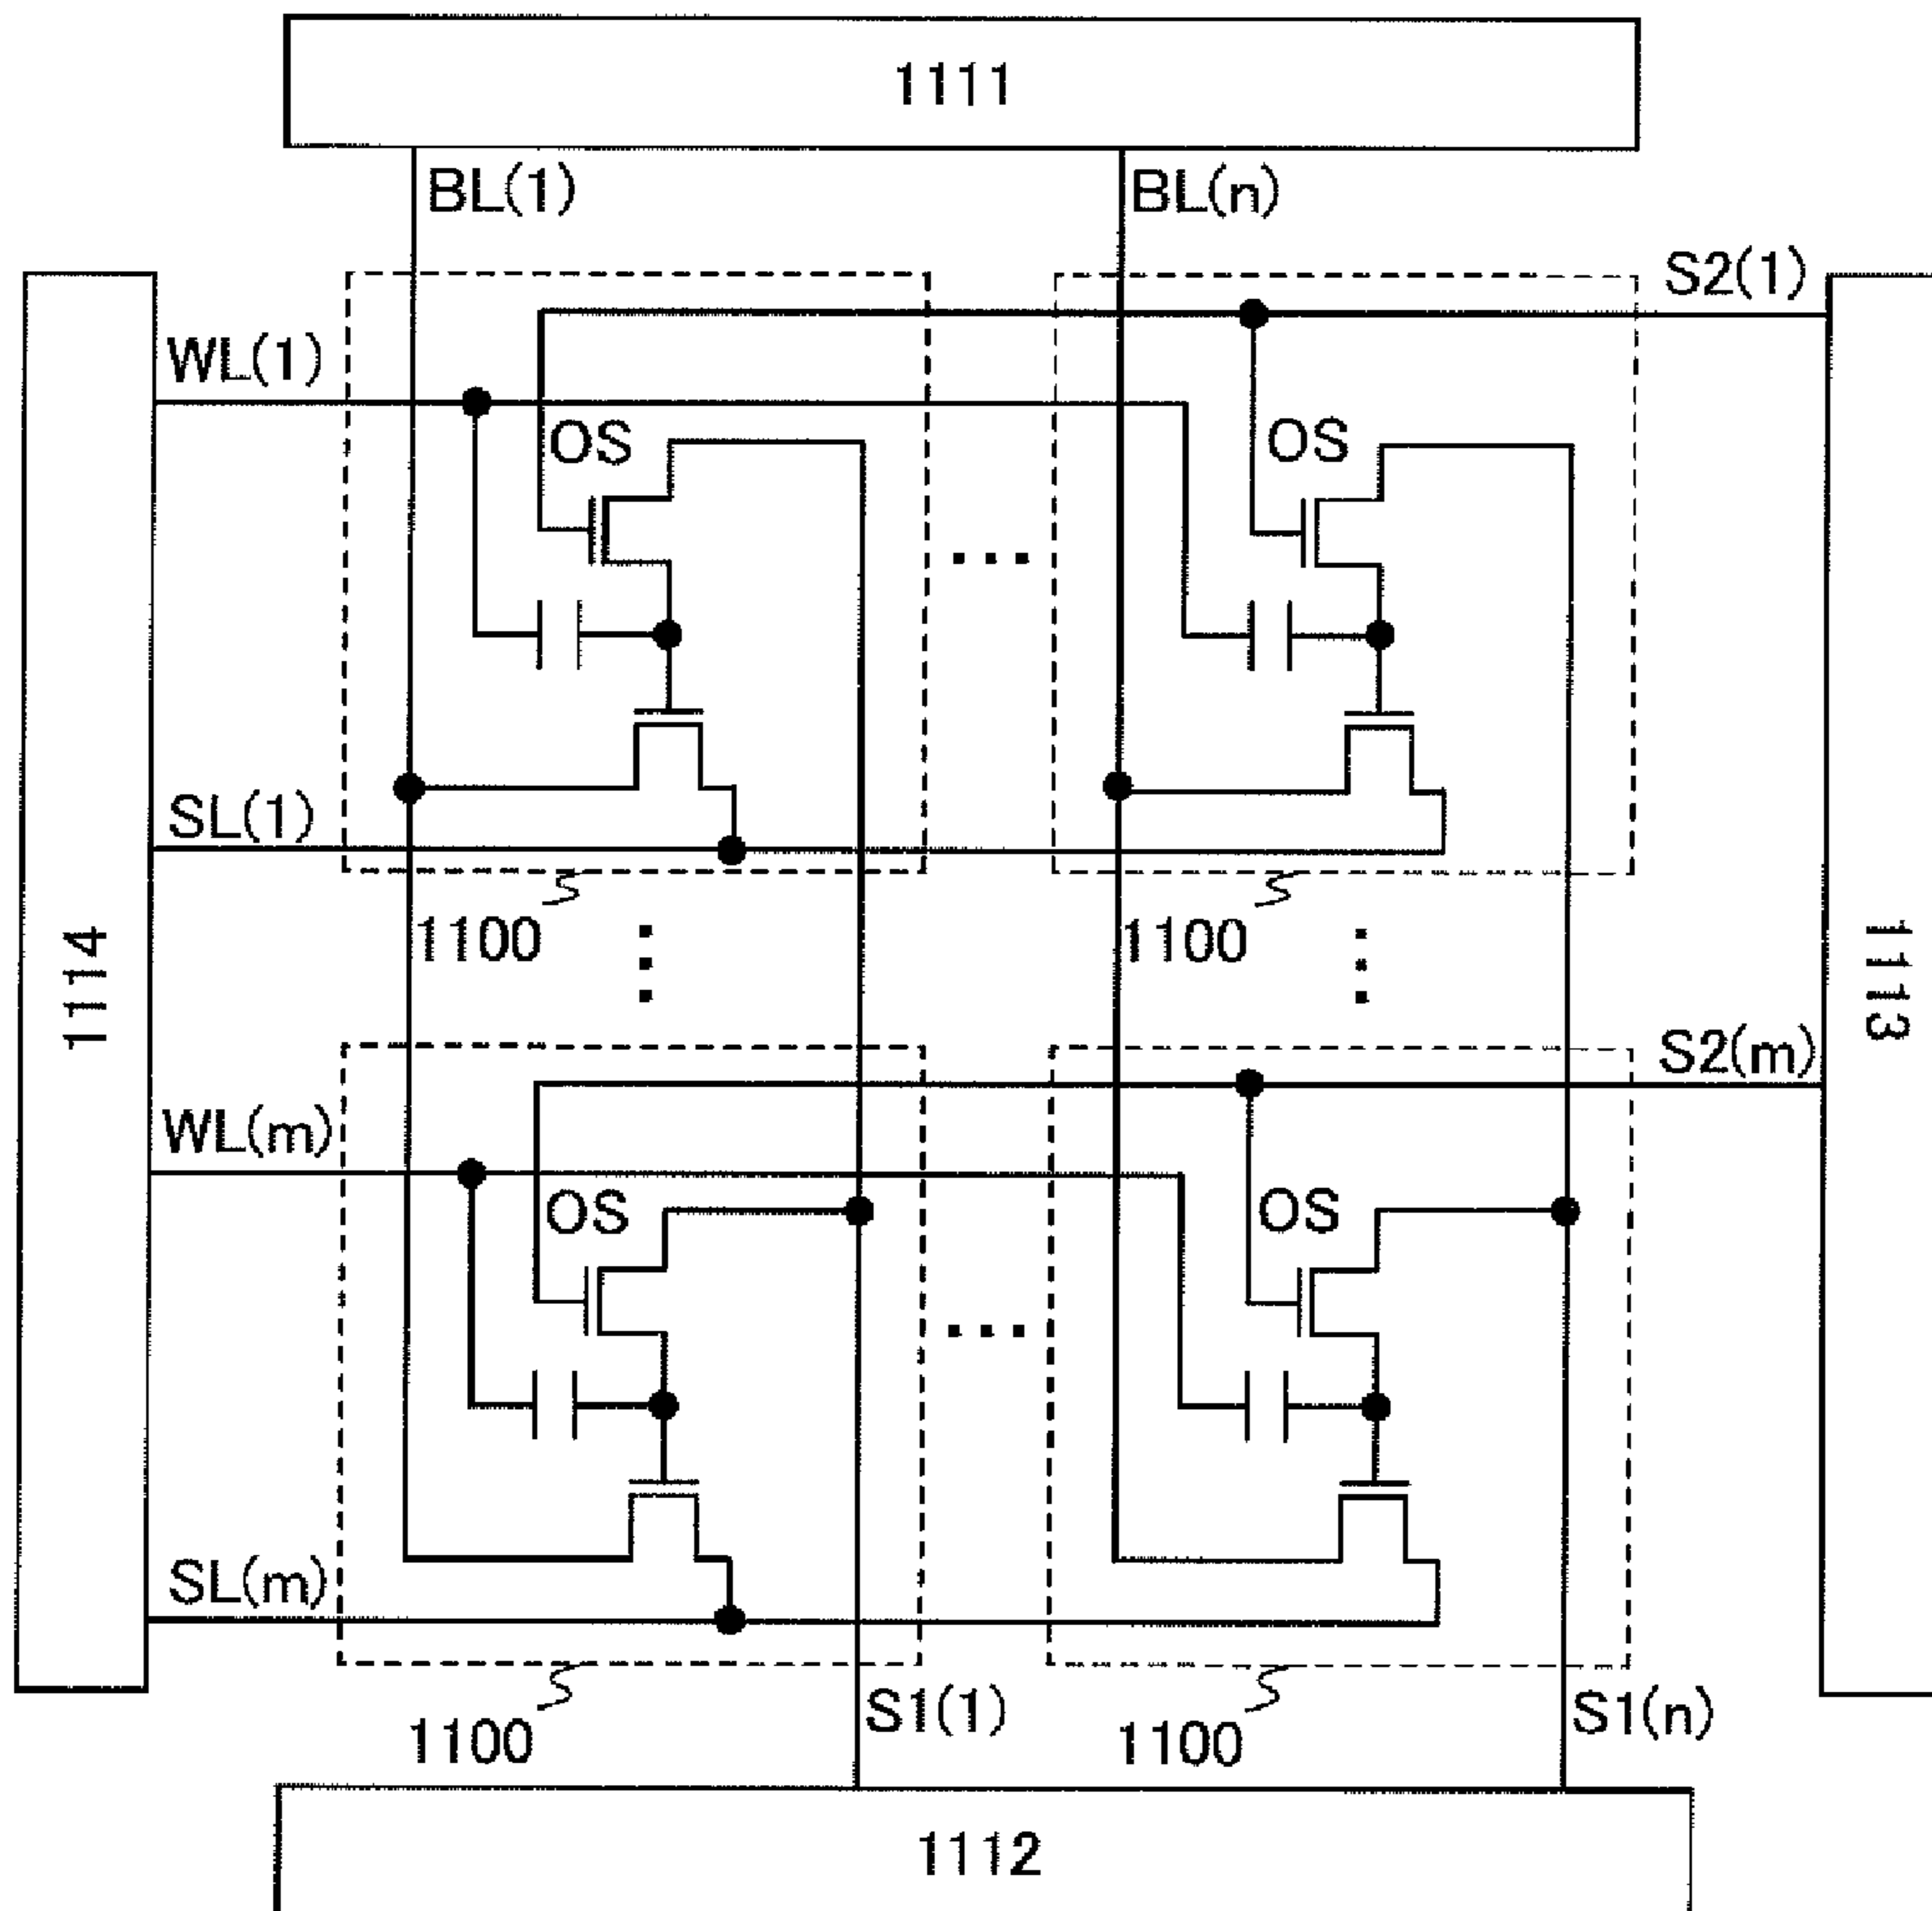 1111
BL(1)
BL(n)
S2(1)
WL(1)
OS
OS
SL(1)
1100
1100
1114
1113
S2(m)
WL(m)
OS
OS
SL(m)
S1(1)
S1(n)
1100
1100
1112